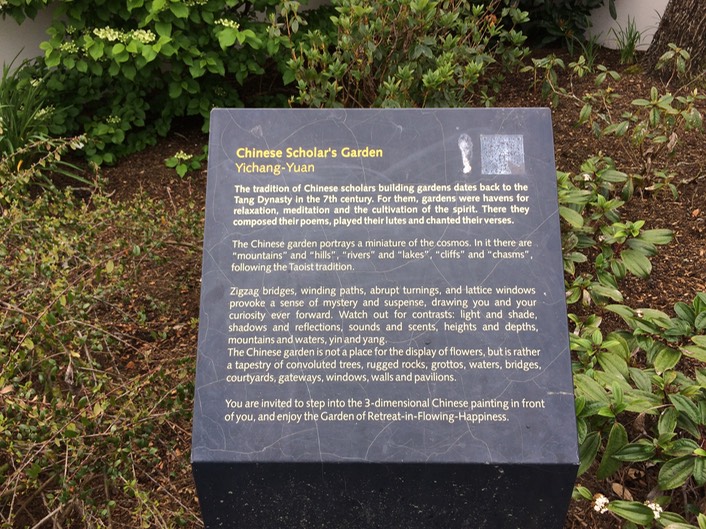 Chinese Scholar's Garden
Yichang-Yuan
The tradition of Chinese scholars building gardens dates back to the
Tang Dynasty in the 7th century. For them, gardens were havens for
relaxation, meditation and the cultivation of the spirit. There they
composed their poems, played their lutes and chanted their verses.
The Chinese garden portrays a miniature of the cosmos. In it there are
“mountains” and “hills”, “rivers” and “lakes”, “cliffs” and “chasms”,
following the Taoist tradition.
Zigzag bridges, winding paths, abrupt turnings, and lattice windows
provoke a sense of mystery and suspense, drawing you and your
curiosity ever forward. Watch out for contrasts: light and shade,
shadows and reflections, sounds and scents, heights and depths,
mountains and waters, yin and yang.
The Chinese garden is not a place for the display of flowers, but is rather
a tapestry of convoluted trees, rugged rocks, grottos, waters, bridges,
courtyards, gateways, windows, walls and pavilions.
You are invited to step into the 3-dimensional Chinese painting in front
of you, and enjoy the Garden of Retreat-in-Flowing-Happiness.